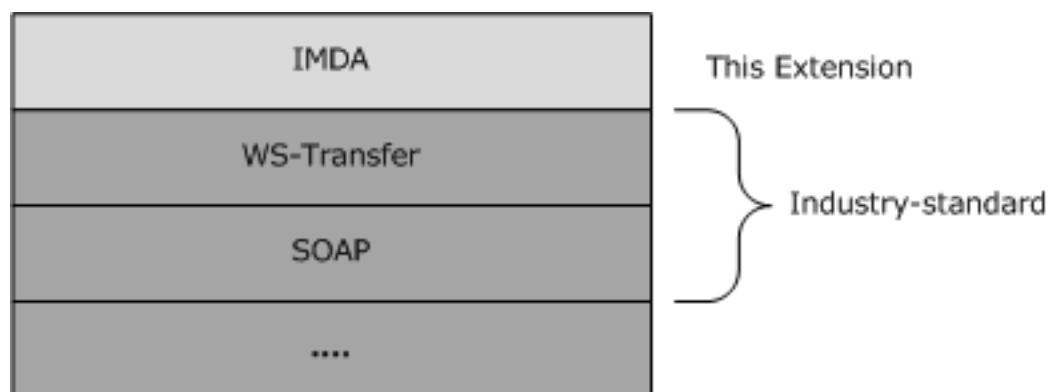 IMDA
This Extension
WS-Transfer
Industry-standard
SOAP
....